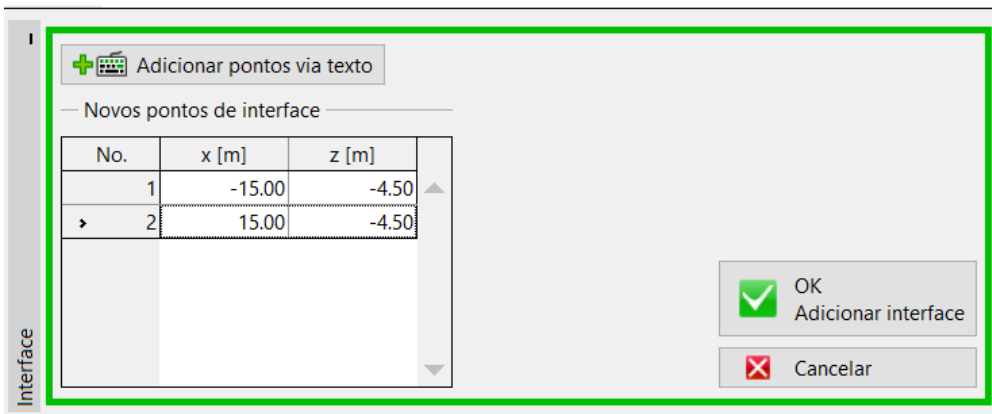 Adicionar pontos via texto
Novos pontos de interface
No. x [m] z [m]
1 -15.00 -4.50
2 15.00 -4.50
OK
Adicionar interface
Cancelar
Interface